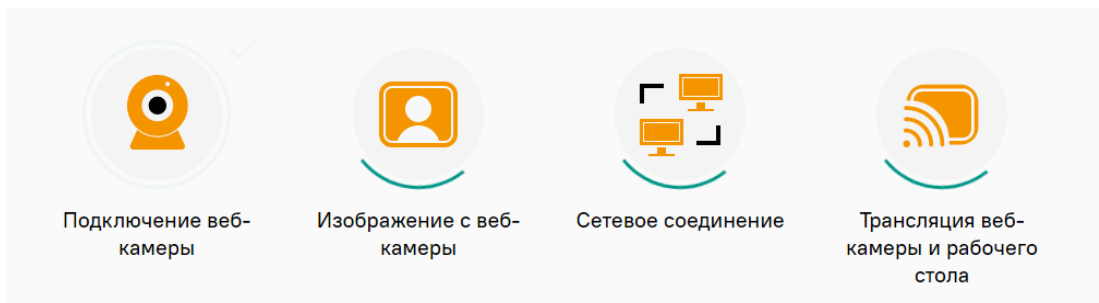 Подключение веб-
камеры
Изображение с веб-
камеры
Сетевое соединение
Трансляция веб-
камеры и рабочего
стола